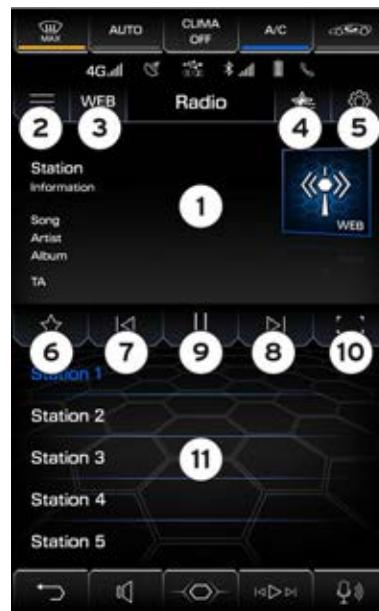 MAX
AUTO
CLIMA
OFF
A/C
4G
WEB
Radio
2
3
4
5
Station
Information
1
Song
Artist
Album
WEB
TA
6
7
9
8
10
Station 1
Station 2
Station 3
11
Station 4
Station 5